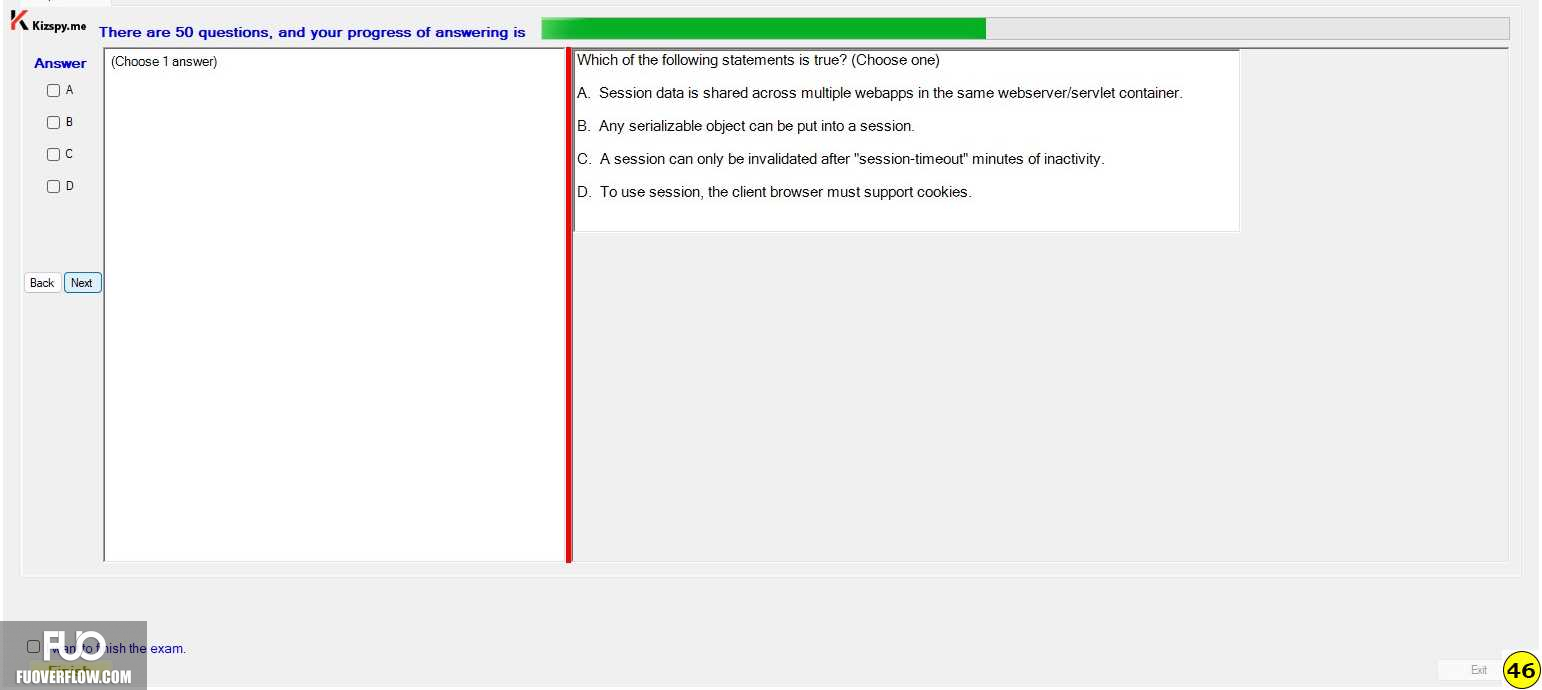 Kizspy.me
There are 50 questions, and your progress of answering is
Answer
A
B
C
D
Back
Next
(Choose 1 answer)
Which of the following statements is true? (Choose one)
A. Session data is shared across multiple webapps in the same webserver/servlet container.
B. Any serializable object can be put into a session.
C. A session can only be invalidated after "session-timeout" minutes of inactivity.
D. To use session, the client browser must support cookies.
to finish the exam.
Finish
FUO
FUOVERFLOW.COM
Exit
46